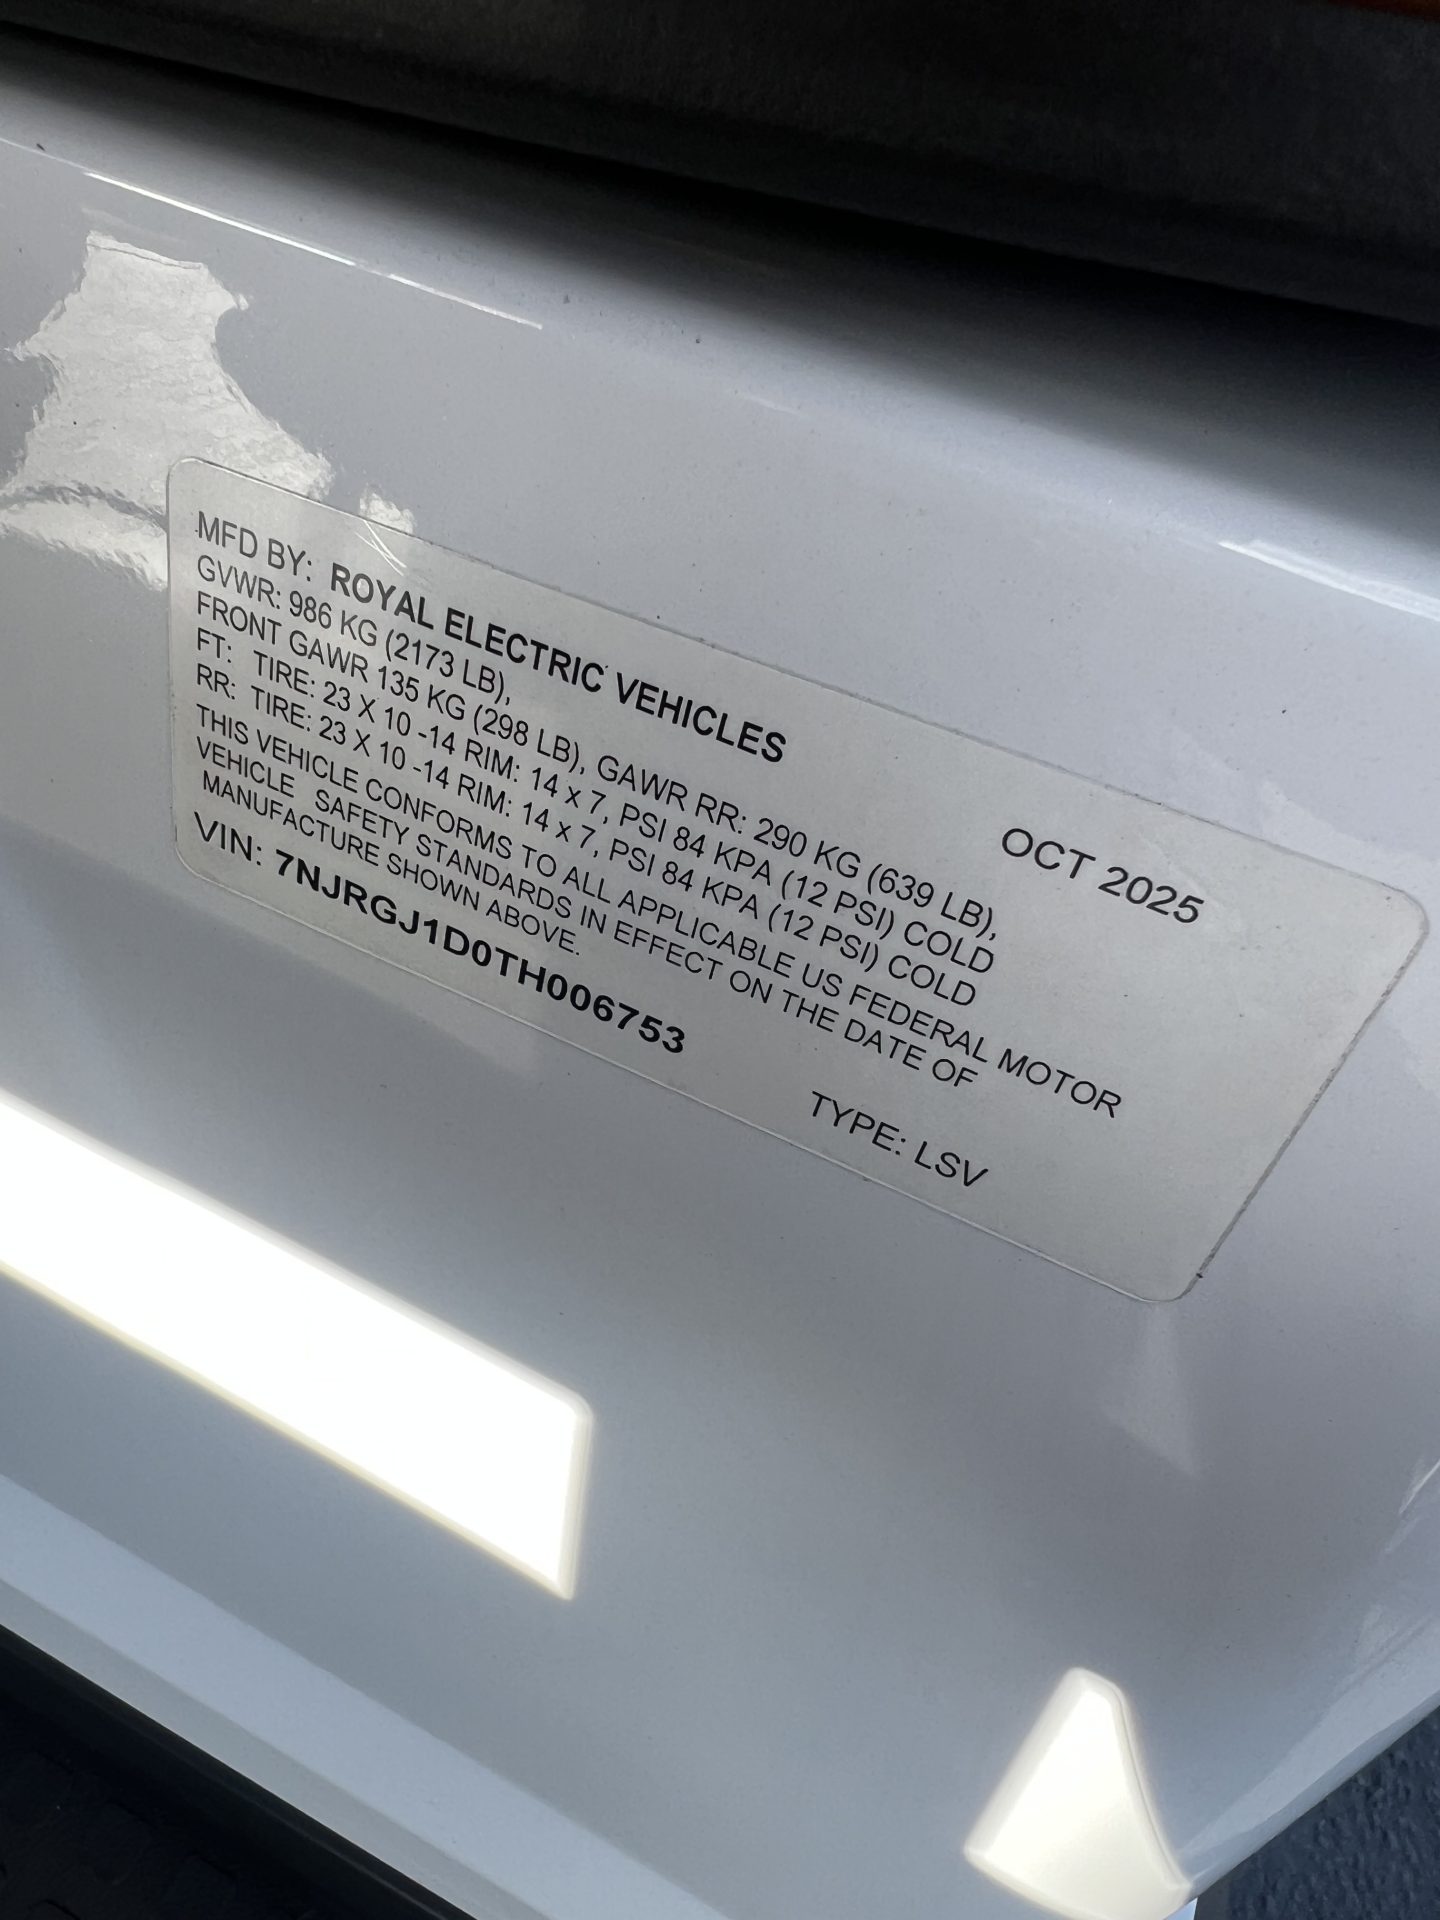 MFD BY: ROYAL ELECTRIC VEHICLES OCT 2025
GVWR: 986 KG (2173 LB),
FRONT GAWR 135 KG (298 LB), GAWR RR: 290 KG (639 LB),
FT: TIRE: 23 X 10 -14 RIM: 14 x 7, PSI 84 KPA (12 PSI) COLD
RR: TIRE: 23 X 10 -14 RIM: 14 x 7, PSI 84 KPA (12 PSI) COLD
THIS VEHICLE CONFORMS TO ALL APPLICABLE US FEDERAL MOTOR
VEHICLE SAFETY STANDARDS IN EFFECT ON THE DATE OF
MANUFACTURE SHOWN ABOVE.
VIN: 7NJRGJ1D0TH006753 TYPE: LSV